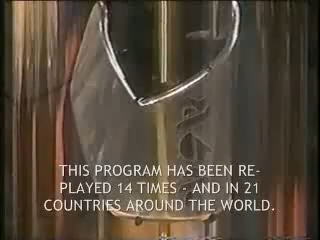 THIS PROGRAM HAS BEEN RE-
PLAYED 14 TIMES - AND IN 21
COUNTRIES AROUND THE WORLD.